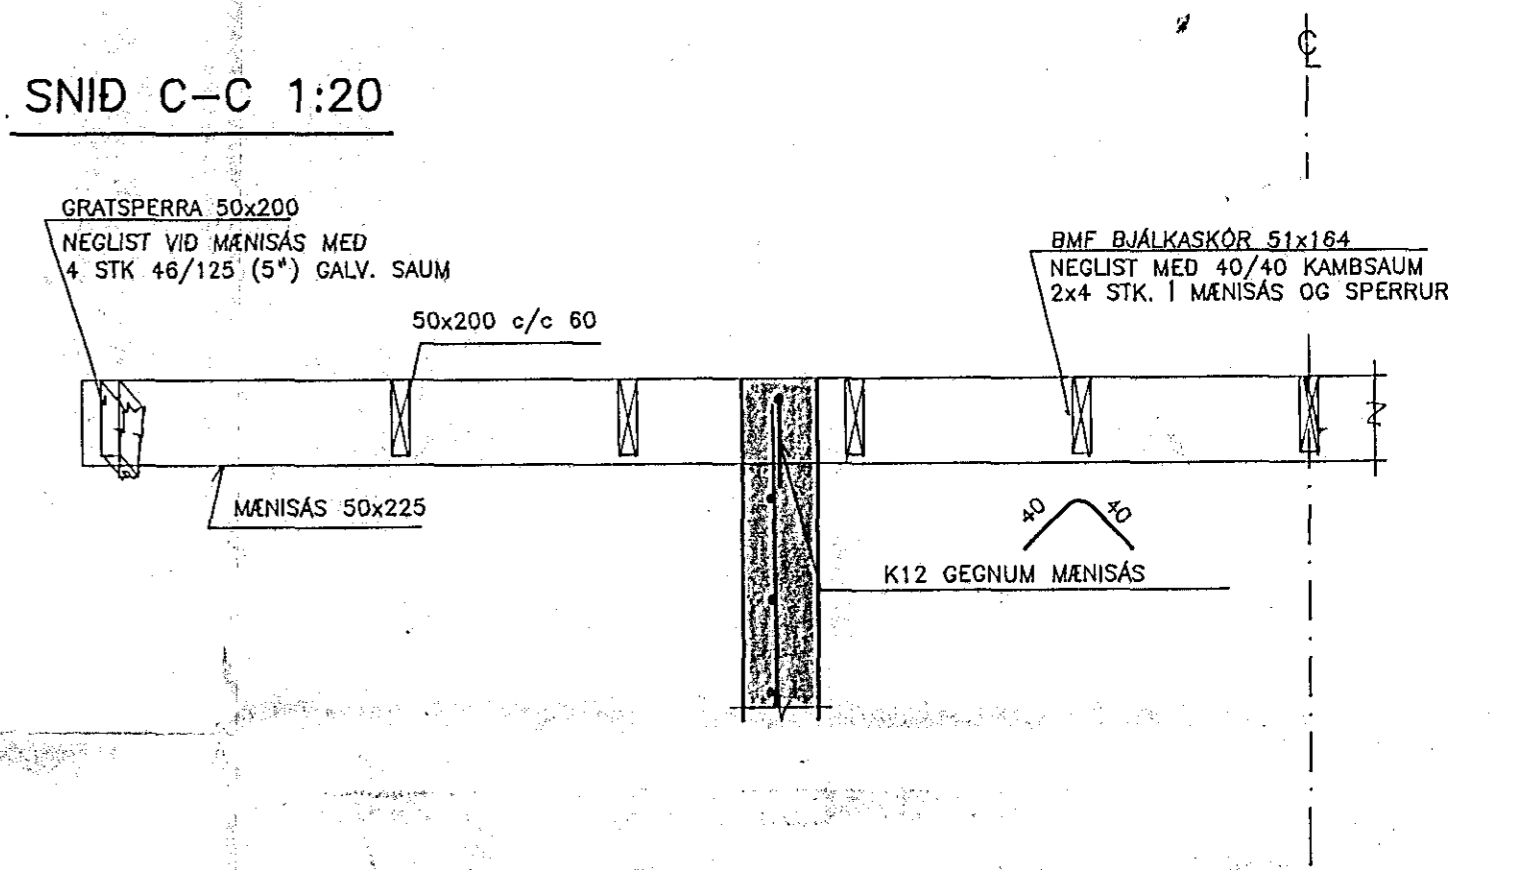 SNIÐ C-C 1:20
GRATSPERRA 50x200
NEGLIST VIÐ MÆNISÁS MEÐ
4 STK 46/125 (5") GALV. SAUM
50x200 c/c 60
BMF BJÁLKASKÓR 51x164
NEGLIST MEÐ 40/40 KAMBSAUM
2x4 STK. Í MÆNISÁS OG SPERRUR
MÆNISÁS 50x225
40 40
K12 GEGNUM MÆNISÁS